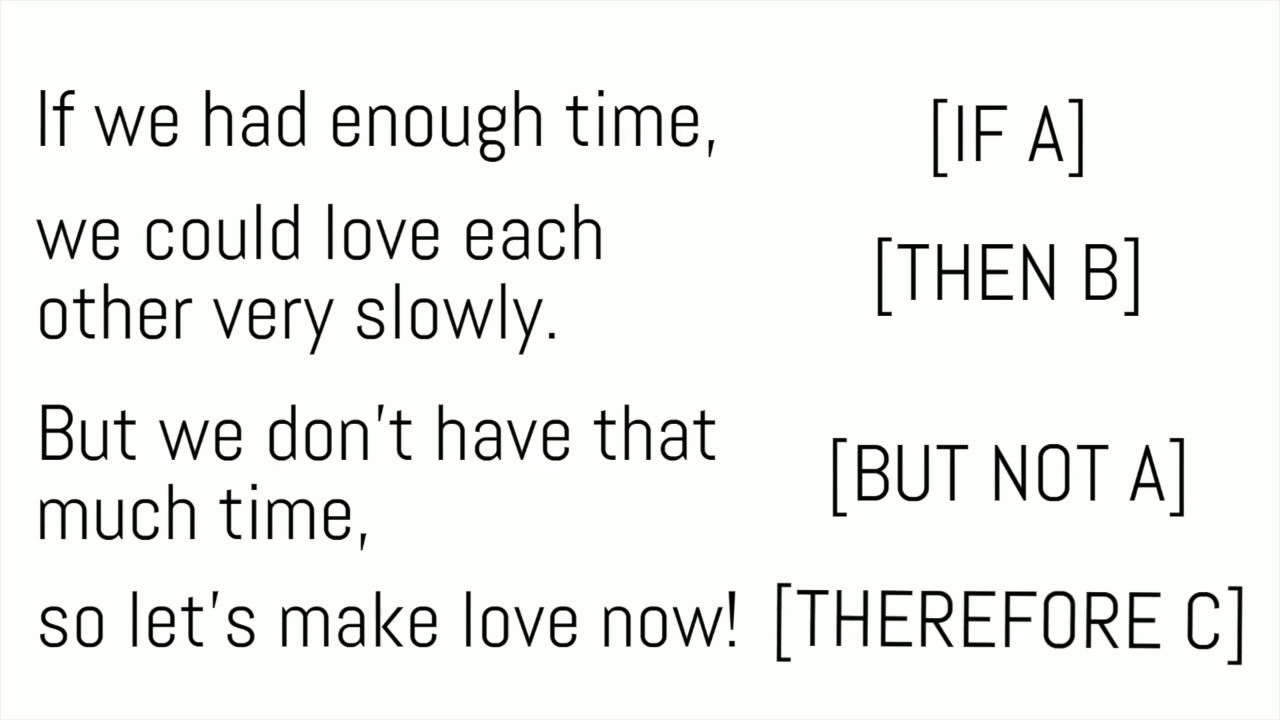 If we had enough time,
[IF A]
we could love each
other very slowly.
[THEN B]
But we don't have that
much time,
[BUT NOT A]
so let's make love now!
[THEREFORE C]